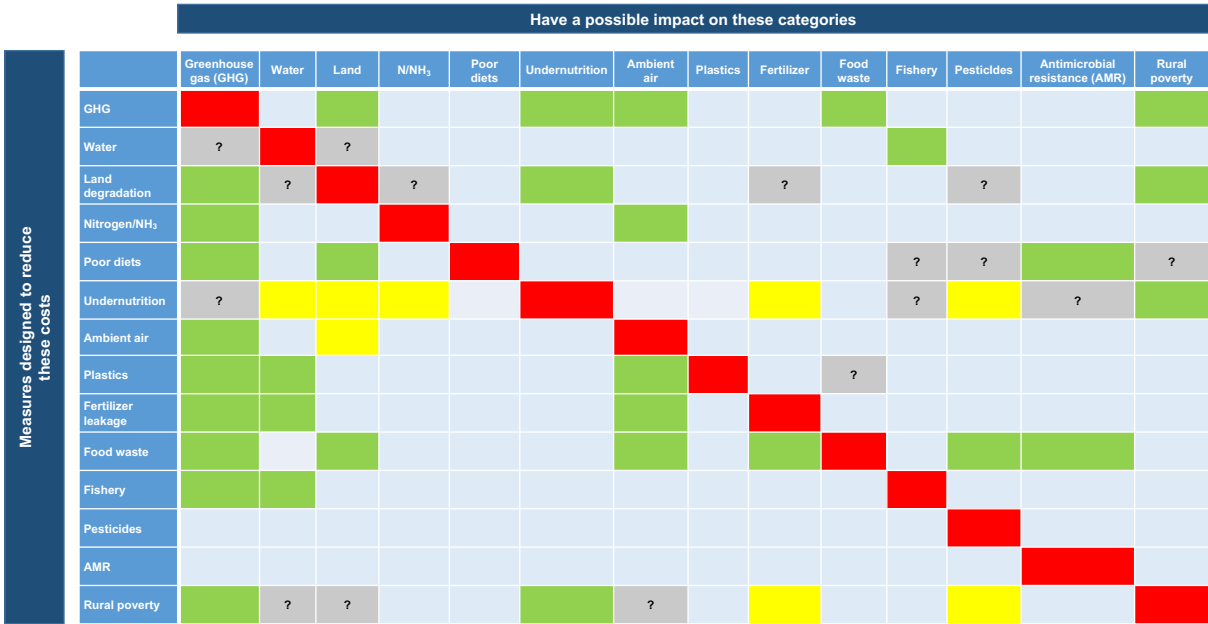 Have a possible impact on these categories
Measures designed to reduce
these costs
Greenhouse
gas (GHG)
Water
Land
N/NH₃
Poor
diets
Undernutrition
Ambient
air
Plastics
Fertilizer
Food
waste
Fishery
PesticIdes
Antimicrobial
resistance (AMR)
Rural
poverty
GHG
Water
?
?
Land
degradation
?
?
?
?
Nitrogen/NH₃
Poor diets
?
?
?
Undernutrition
?
?
?
Ambient air
Plastics
?
Fertilizer
leakage
Food waste
Fishery
Pesticides
AMR
Rural poverty
?
?
?